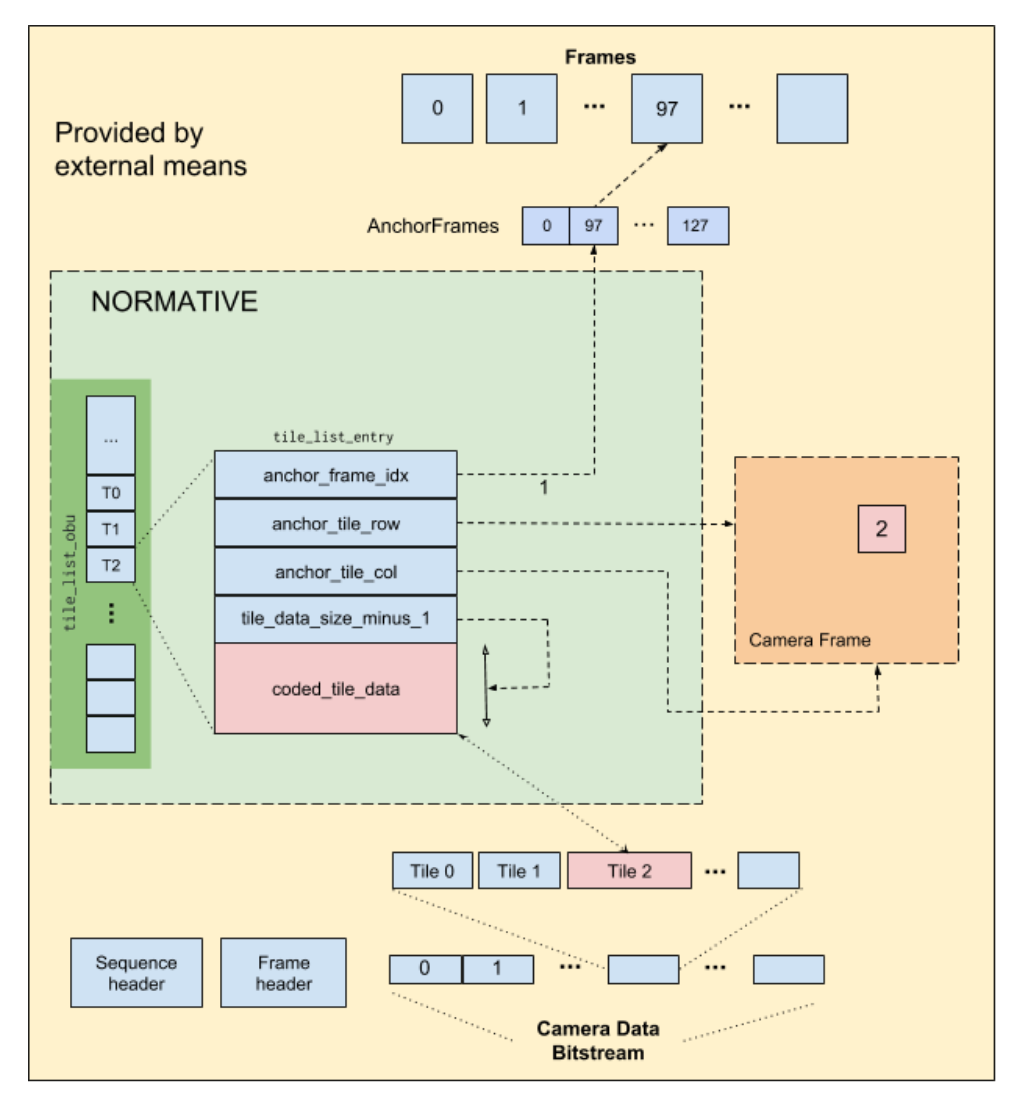 Frames
0 1 ... 97 ...
Provided by
external means
AnchorFrames 0 97 ... 127
NORMATIVE
tile_list_obu
...
T0
T1
T2
...
tile_list_entry
anchor_frame_idx
1
anchor_tile_row
anchor_tile_col
tile_data_size_minus_1
coded_tile_data
2
Camera Frame
Tile 0 Tile 1 Tile 2 ...
Sequence
header
Frame
header
0 1 ... ...
Camera Data
Bitstream